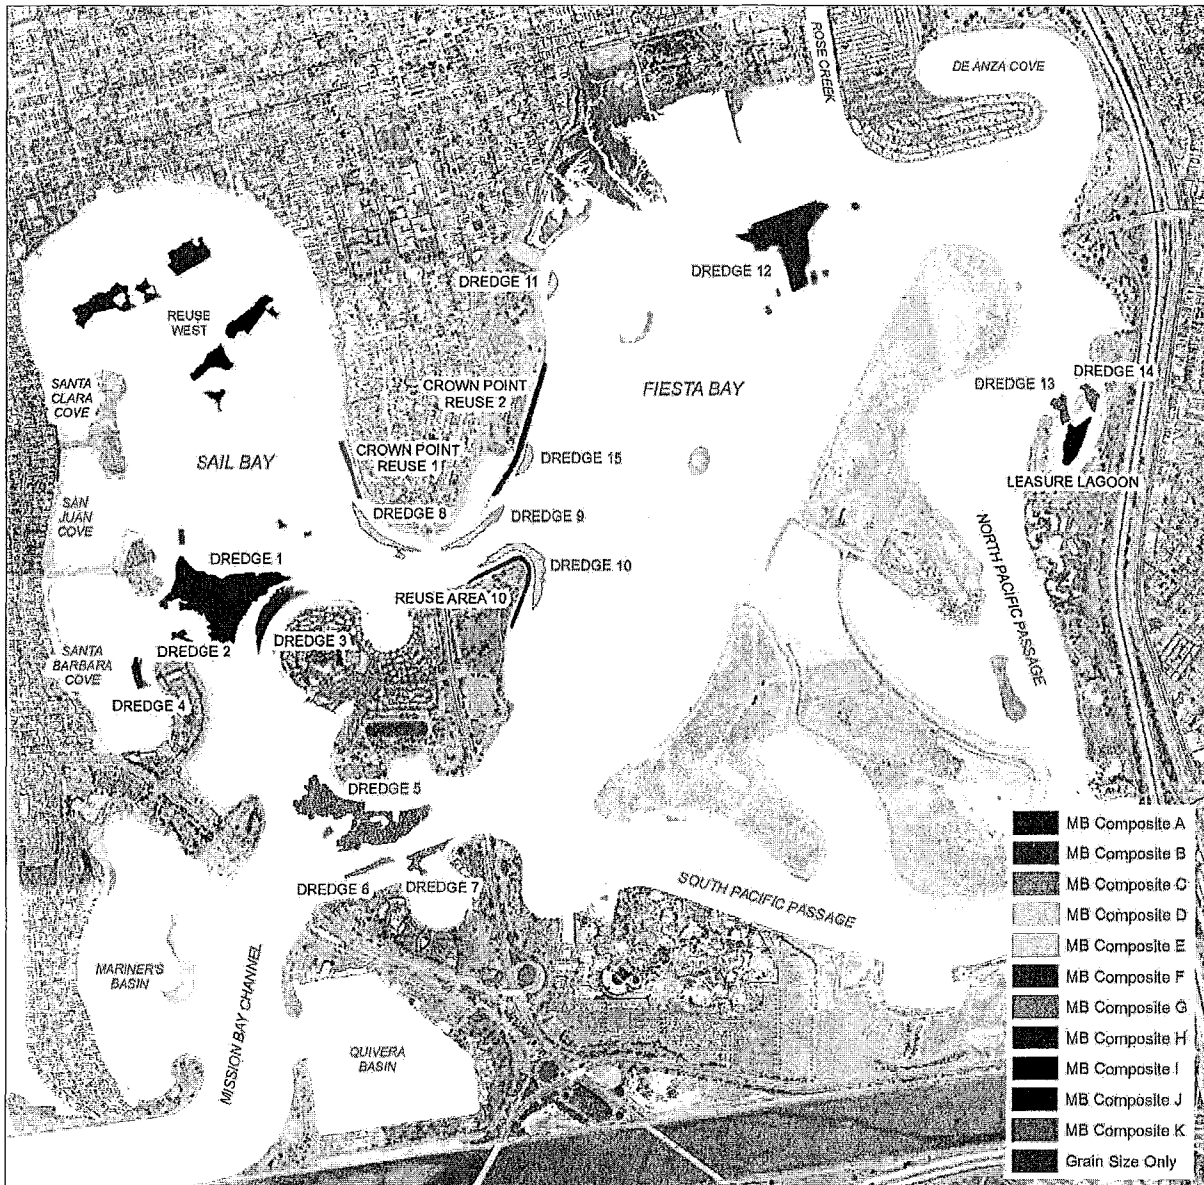 ROSE CREEK
DE ANZA COVE
DREDGE 11
DREDGE 12
REUSE
WEST
SANTA
CLARA
COVE
CROWN POINT
REUSE 2
FIESTA BAY
DREDGE 13
DREDGE 14
SAIL BAY
CROWN POINT
REUSE 1
DREDGE 15
LEASURE LAGOON
SAN
JUAN
COVE
DREDGE 8
DREDGE 9
DREDGE 1
DREDGE 10
REUSE AREA 10
NORTH PACIFIC PASSAGE
DREDGE 3
DREDGE 2
SANTA
BARBARA
COVE
DREDGE 4
DREDGE 5
DREDGE 6
DREDGE 7
SOUTH PACIFIC PASSAGE
MARINER'S
BASIN
MISSION BAY CHANNEL
QUIVERA
BASIN
MB Composite A
MB Composite B
MB Composite C
MB Composite D
MB Composite E
MB Composite F
MB Composite G
MB Composite H
MB Composite I
MB Composite J
MB Composite K
Grain Size Only